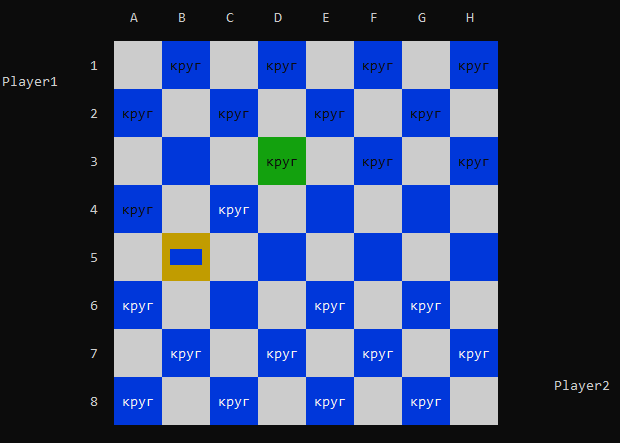 A B C D E F G H
1 круг круг круг круг
Player1
2 круг круг круг круг
3 круг круг круг
4 круг круг
5
6 круг круг круг
7 круг круг круг круг
Player2
8 круг круг круг круг